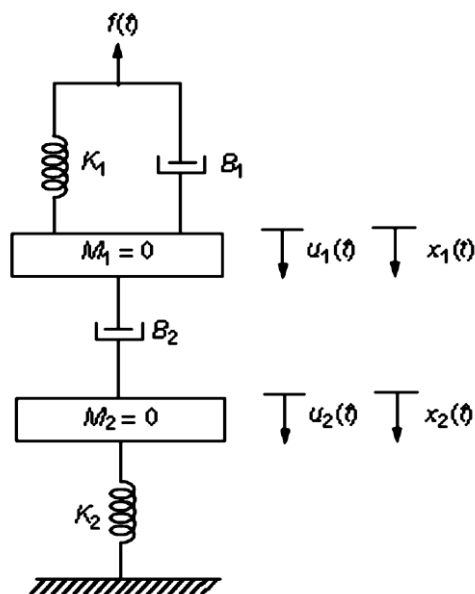 f(t)
K₁
B₁
M₁ = 0
u₁(t)
x₁(t)
B₂
M₂ = 0
u₂(t)
x₂(t)
K₂